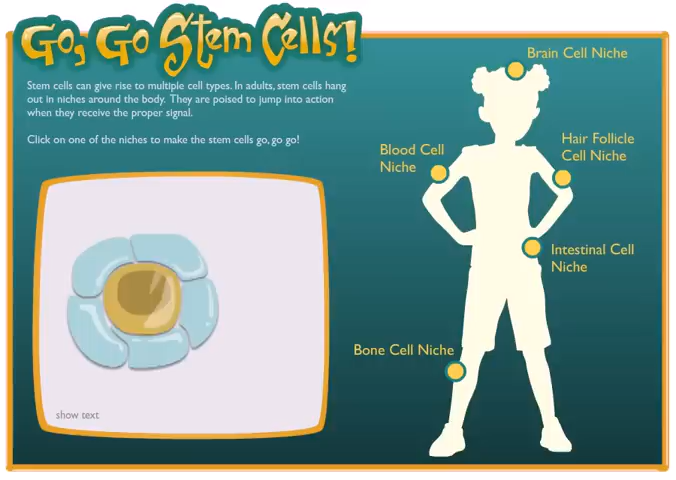 Go, Go Stem Cells!
Stem cells can give rise to multiple cell types. In adults, stem cells hang
out in niches around the body. They are poised to jump into action
when they receive the proper signal.
Click on one of the niches to make the stem cells go, go go!
Brain Cell Niche
Blood Cell
Niche
Hair Follicle
Cell Niche
Intestinal Cell
Niche
Bone Cell Niche
show text